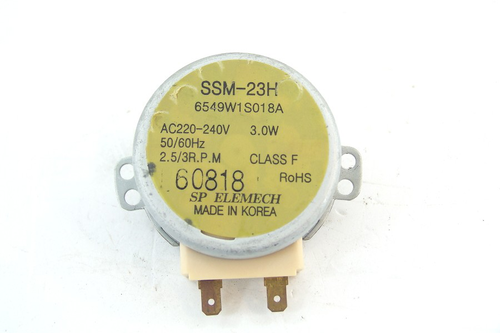 SSM-23H
6549W1S018A
AC220-240V 3.0W
50/60Hz
2.5/3R.P.M CLASS F
60818 RoHS
SP ELEMECH
MADE IN KOREA